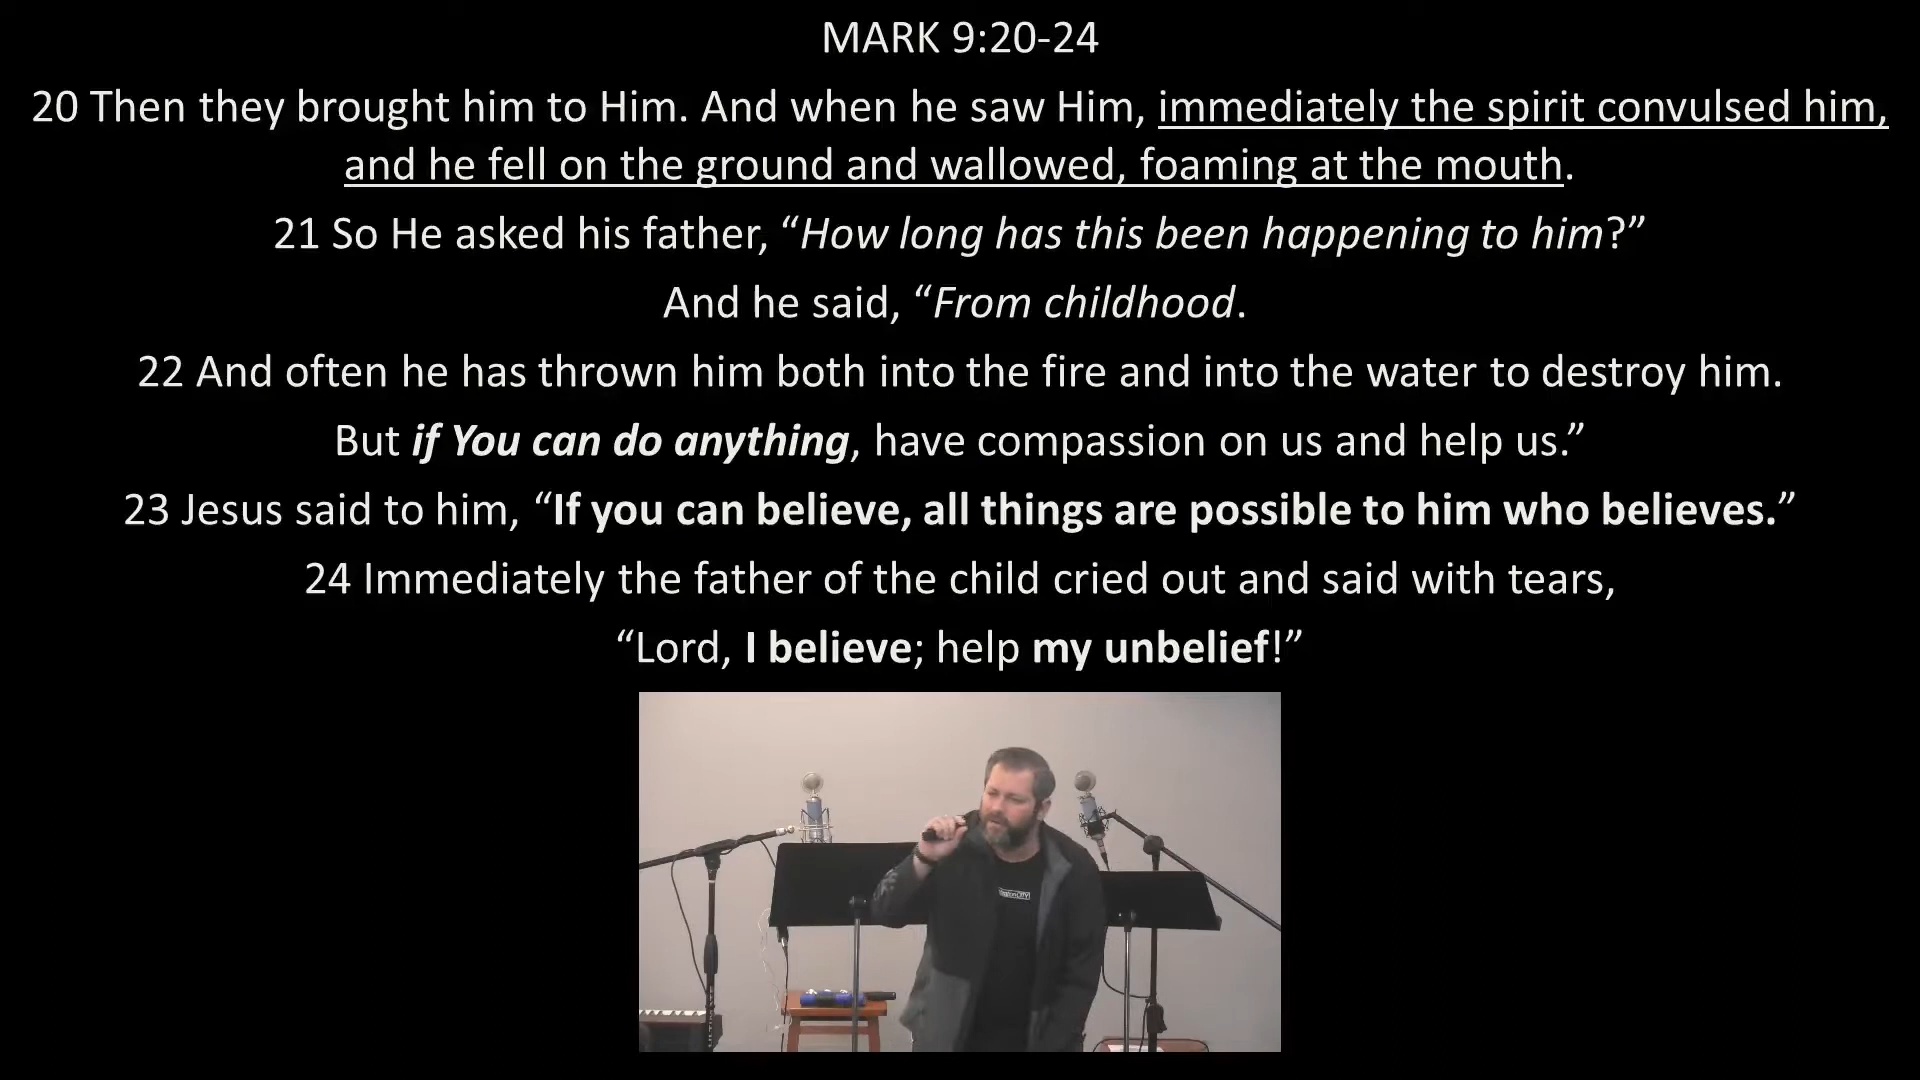 MARK 9:20-24
20 Then they brought him to Him. And when he saw Him, immediately the spirit convulsed him,
and he fell on the ground and wallowed, foaming at the mouth.
21 So He asked his father, “How long has this been happening to him?”
And he said, “From childhood.
22 And often he has thrown him both into the fire and into the water to destroy him.
But if You can do anything, have compassion on us and help us.”
23 Jesus said to him, “If you can believe, all things are possible to him who believes.”
24 Immediately the father of the child cried out and said with tears,
“Lord, I believe; help my unbelief!”